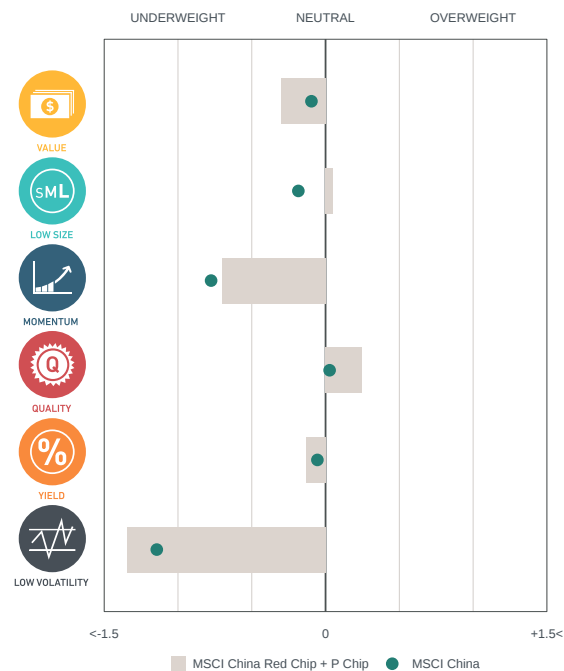 UNDERWEIGHT NEUTRAL OVERWEIGHT
$
VALUE
SML
LOW SIZE
MOMENTUM
Q
QUALITY
%
YIELD
LOW VOLATILITY
<-1.5 0 +1.5<
MSCI China Red Chip + P Chip MSCI China